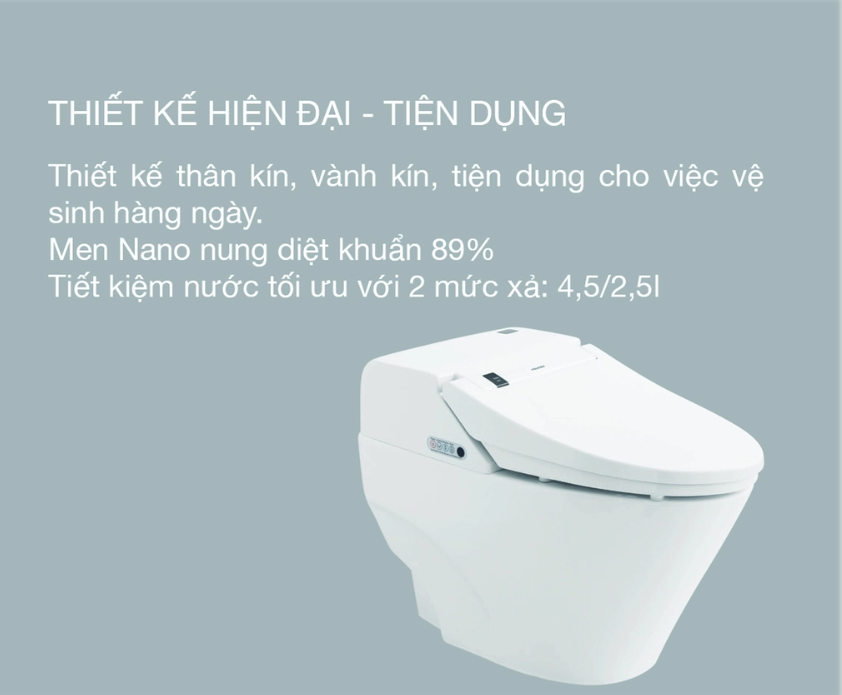 THIẾT KẾ HIỆN ĐẠI - TIỆN DỤNG
Thiết kế thân kín, vành kín, tiện dụng cho việc vệ
sinh hàng ngày.
Men Nano nung diệt khuẩn 89%
Tiết kiệm nước tối ưu với 2 mức xả: 4,5/2,5l